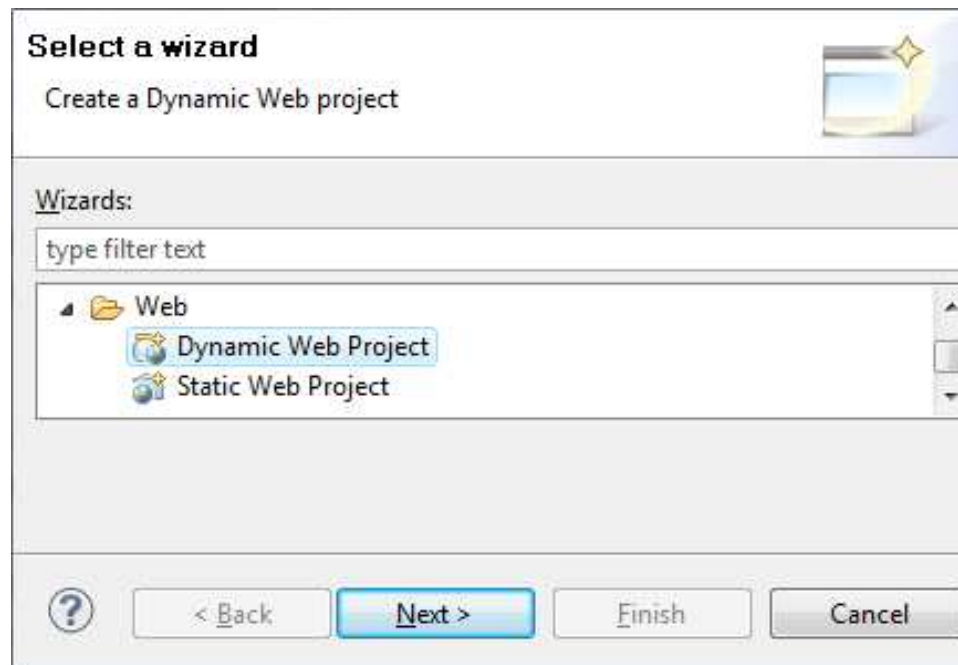 Select a wizard
Create a Dynamic Web project
Wizards:
type filter text
Web
Dynamic Web Project
Static Web Project
? < Back Next > Finish Cancel